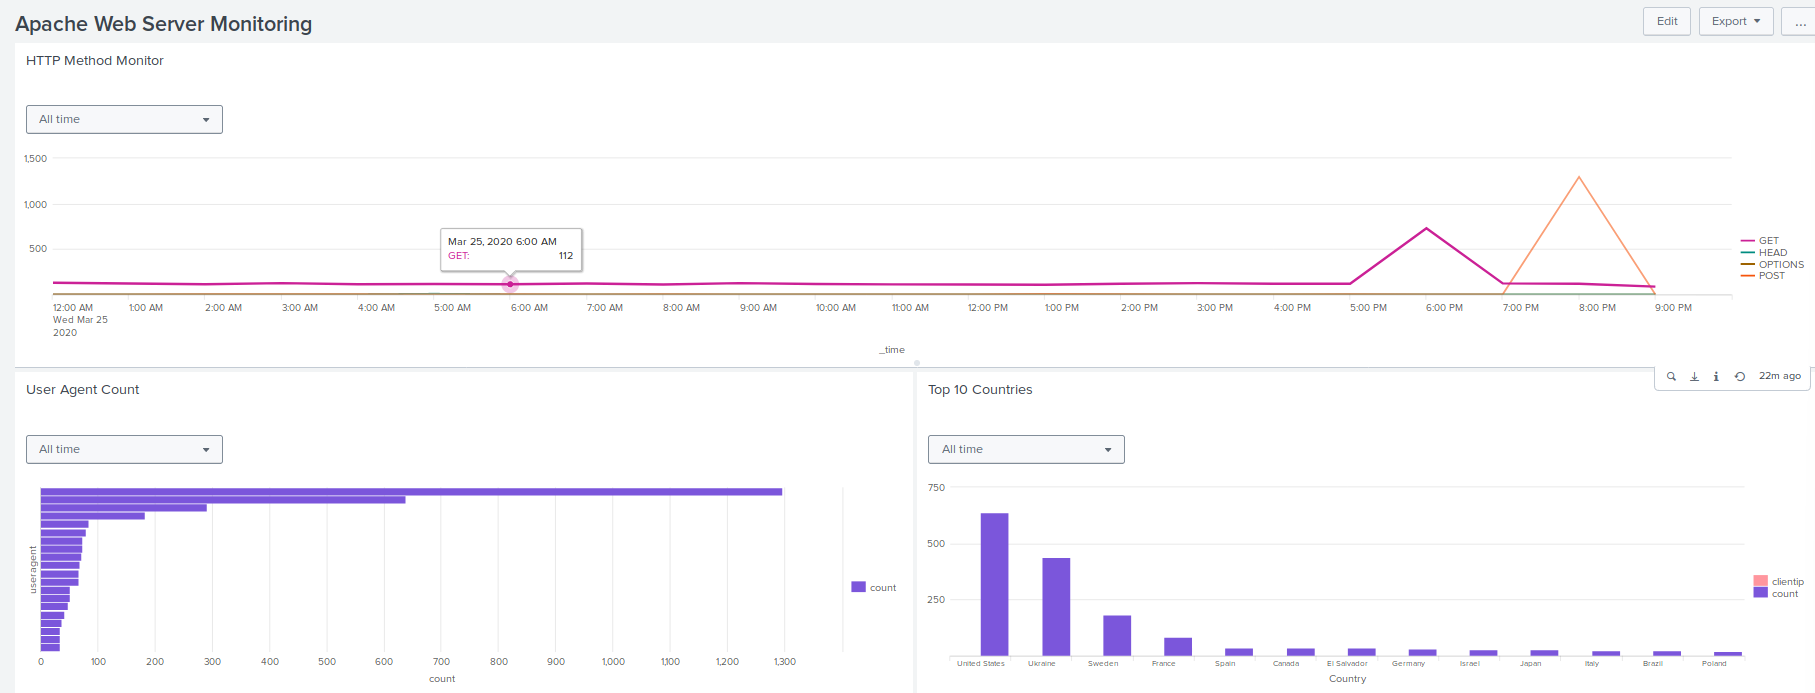 Apache Web Server Monitoring
Edit
Export
...
HTTP Method Monitor
All time
1,500
1,000
500
Mar 25, 2020 6:00 AM
GET: 112
GET
HEAD
OPTIONS
POST
12:00 AM 1:00 AM 2:00 AM 3:00 AM 4:00 AM 5:00 AM 6:00 AM 7:00 AM 8:00 AM 9:00 AM 10:00 AM 11:00 AM 12:00 PM 1:00 PM 2:00 PM 3:00 PM 4:00 PM 5:00 PM 6:00 PM 7:00 PM 8:00 PM 9:00 PM
Wed Mar 25
2020
_time
22m ago
User Agent Count
All time
useragent
count
0 100 200 300 400 500 600 700 800 900 1,000 1,100 1,200 1,300
count
Top 10 Countries
All time
750
500
250
clientip
count
United States Ukraine Sweden France Spain Canada El Salvador Germany Israel Japan Italy Brazil Poland
Country